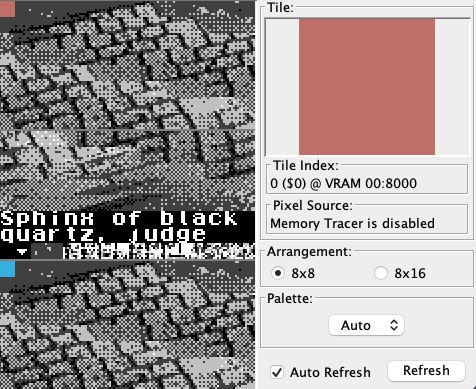 Sphinx of black
quartz, judge
Tile:
Tile Index:
0 ($0) @ VRAM 00:8000
Pixel Source:
Memory Tracer is disabled
Arrangement:
8x8
8x16
Palette:
Auto
Auto Refresh
Refresh